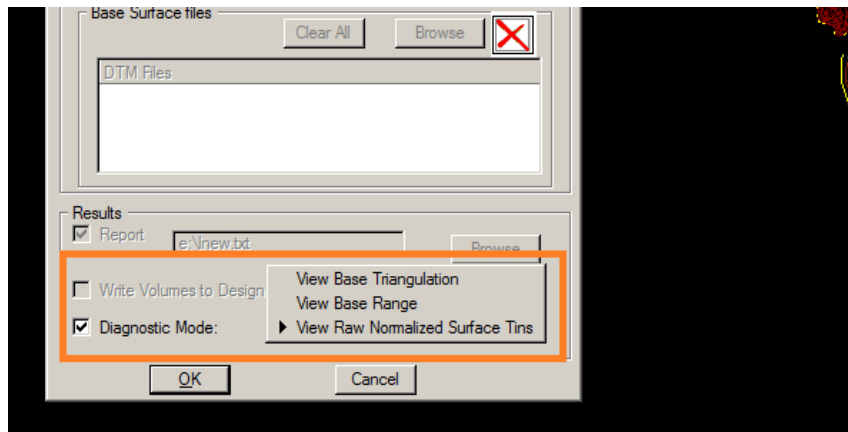 Base Surface files
Clear All Browse
DTM Files
Results
Report e:\new.txt Browse
Write Volumes to Design
View Base Triangulation
View Base Range
Diagnostic Mode: View Raw Normalized Surface Tins
OK Cancel